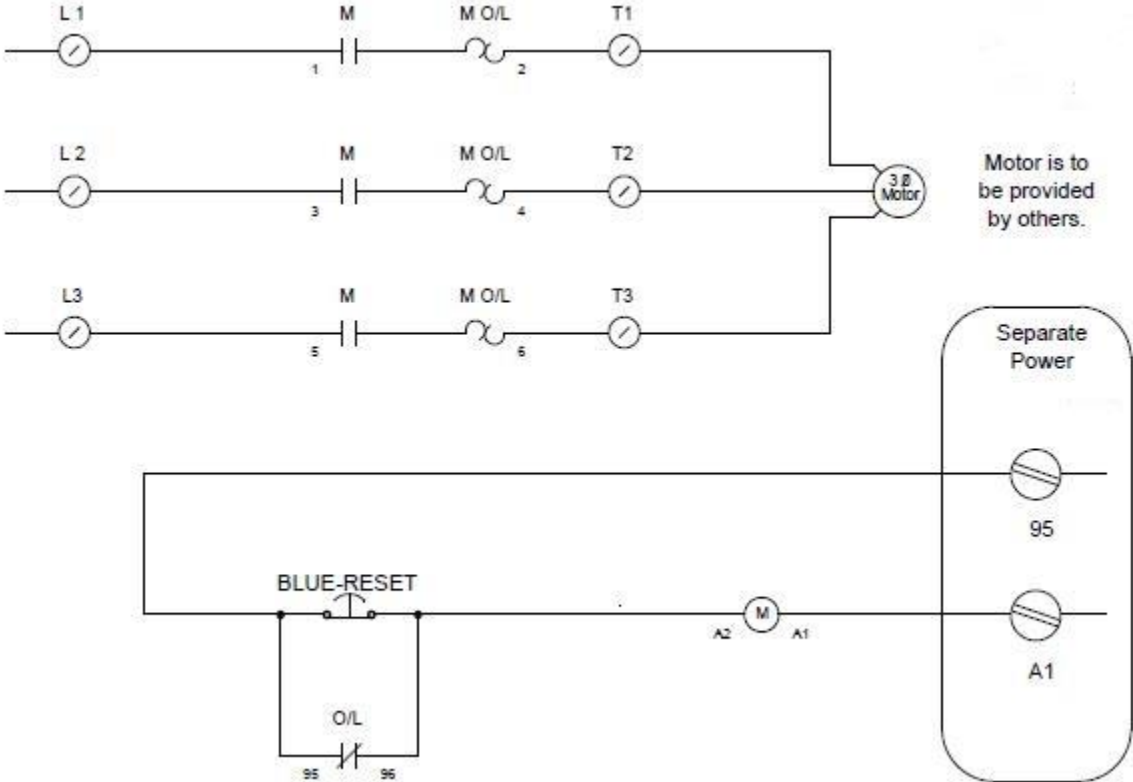 L 1 M M O/L T1
1 2
L 2 M M O/L T2
3 4
3Ø
Motor
Motor is to
be provided
by others.
L3 M M O/L T3
5 6
Separate
Power
95
BLUE-RESET
M
A2 A1
A1
O/L
95 96